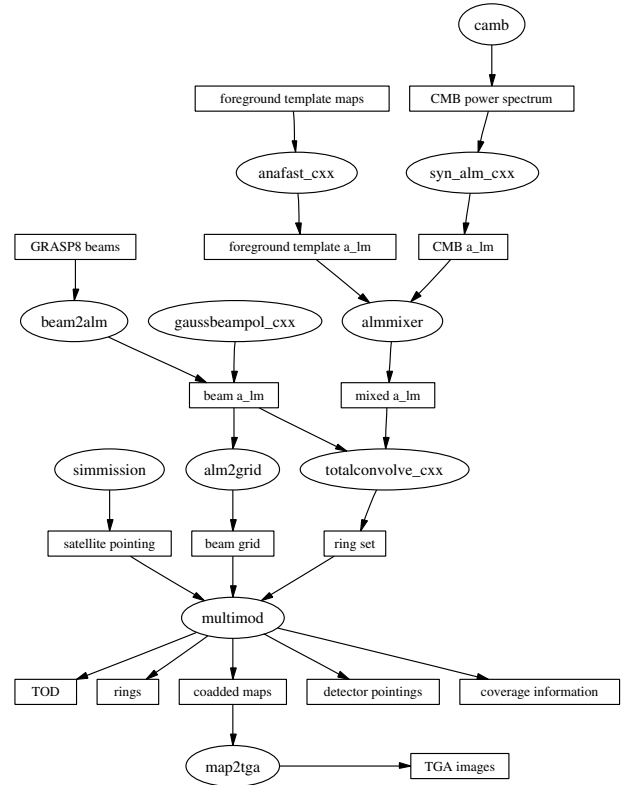 camb
foreground template maps
CMB power spectrum
anafast_cxx
syn_alm_cxx
GRASP8 beams
foreground template a_lm
CMB a_lm
beam2alm
gaussbeampol_cxx
almmixer
beam a_lm
mixed a_lm
simmission
alm2grid
totalconvolve_cxx
satellite pointing
beam grid
ring set
multimod
TOD
rings
coadded maps
detector pointings
coverage information
map2tga
TGA images